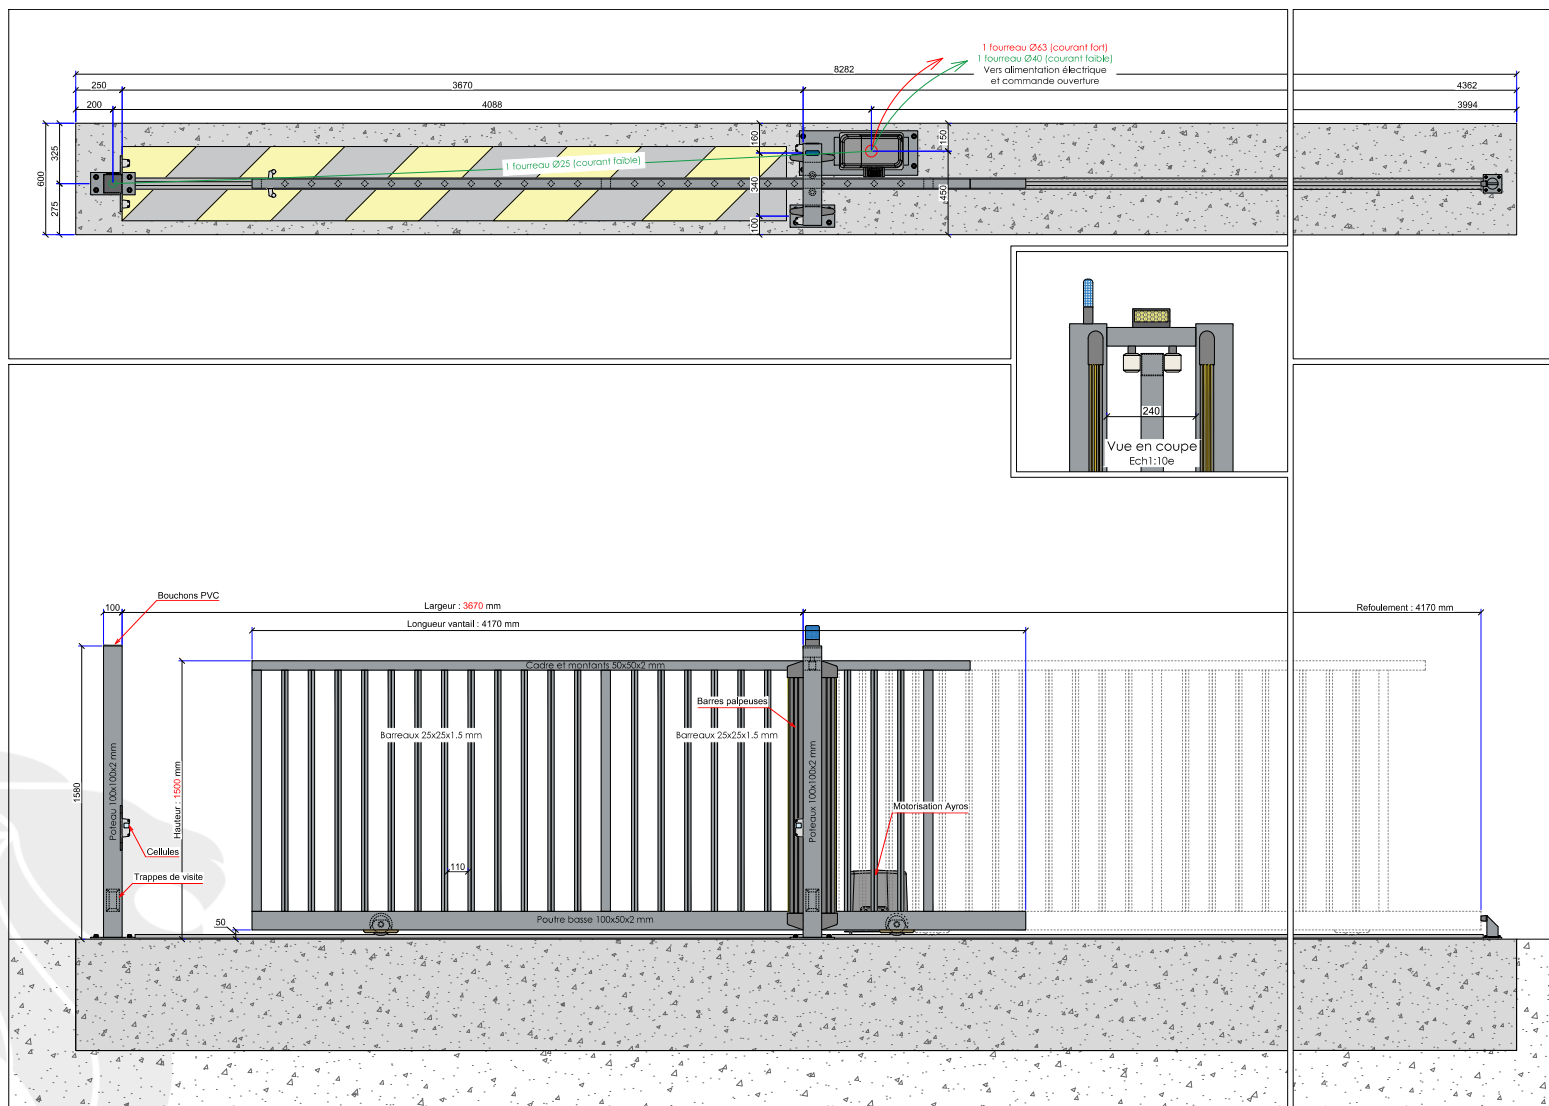 1 fourreau Ø63 (courant fort)
1 fourreau Ø40 (courant faible)
Vers alimentation électrique
et commande ouverture
8282
250
3670
4362
200
4088
3994
325
600
275
160
340
100
150
450
1 fourreau Ø25 (courant faible)
240
Vue en coupe
Ech1:10e
Bouchons PVC
100
Largeur : 3670 mm
Refoulement : 4170 mm
Longueur vantail : 4170 mm
Cadre et montants 50x50x2 mm
Barres palpeuses
Barreaux 25x25x1.5 mm
Barreaux 25x25x1.5 mm
1580
Poteau 100x100x2 mm
Hauteur : 1500 mm
Poteaux 100x100x2 mm
Motorisation Ayros
Cellules
110
Trappes de visite
50
Poutre basse 100x50x2 mm